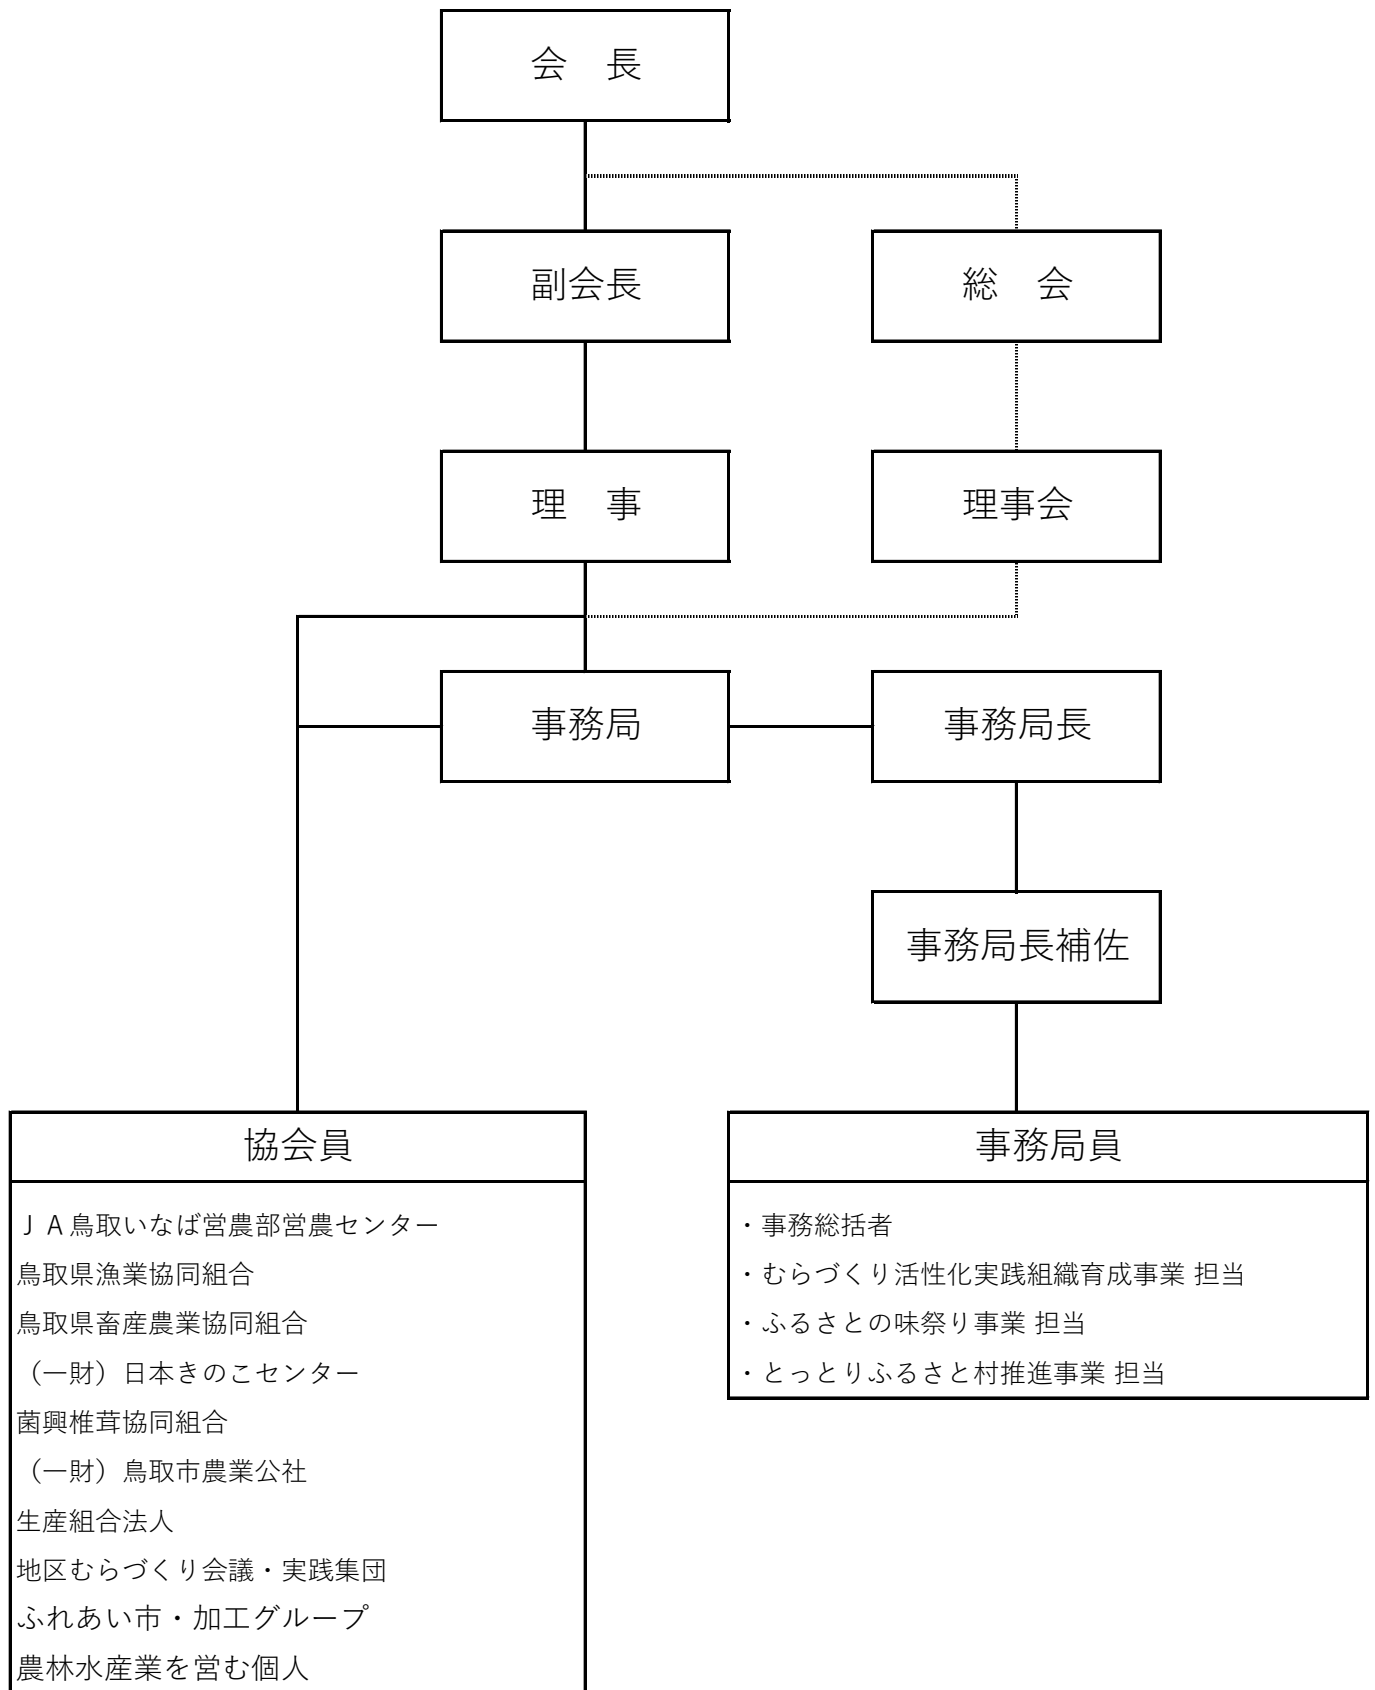 会　長
副会長
総　会
理　事
理事会
事務局
事務局長
事務局長補佐
協会員
ＪＡ鳥取いなば営農部営農センター
鳥取県漁業協同組合
鳥取県畜産農業協同組合
（一財）日本きのこセンター
菌興椎茸協同組合
（一財）鳥取市農業公社
生産組合法人
地区むらづくり会議・実践集団
ふれあい市・加工グループ
農林水産業を営む個人
事務局員
・事務総括者
・むらづくり活性化実践組織育成事業 担当
・ふるさとの味祭り事業 担当
・とっとりふるさと村推進事業 担当